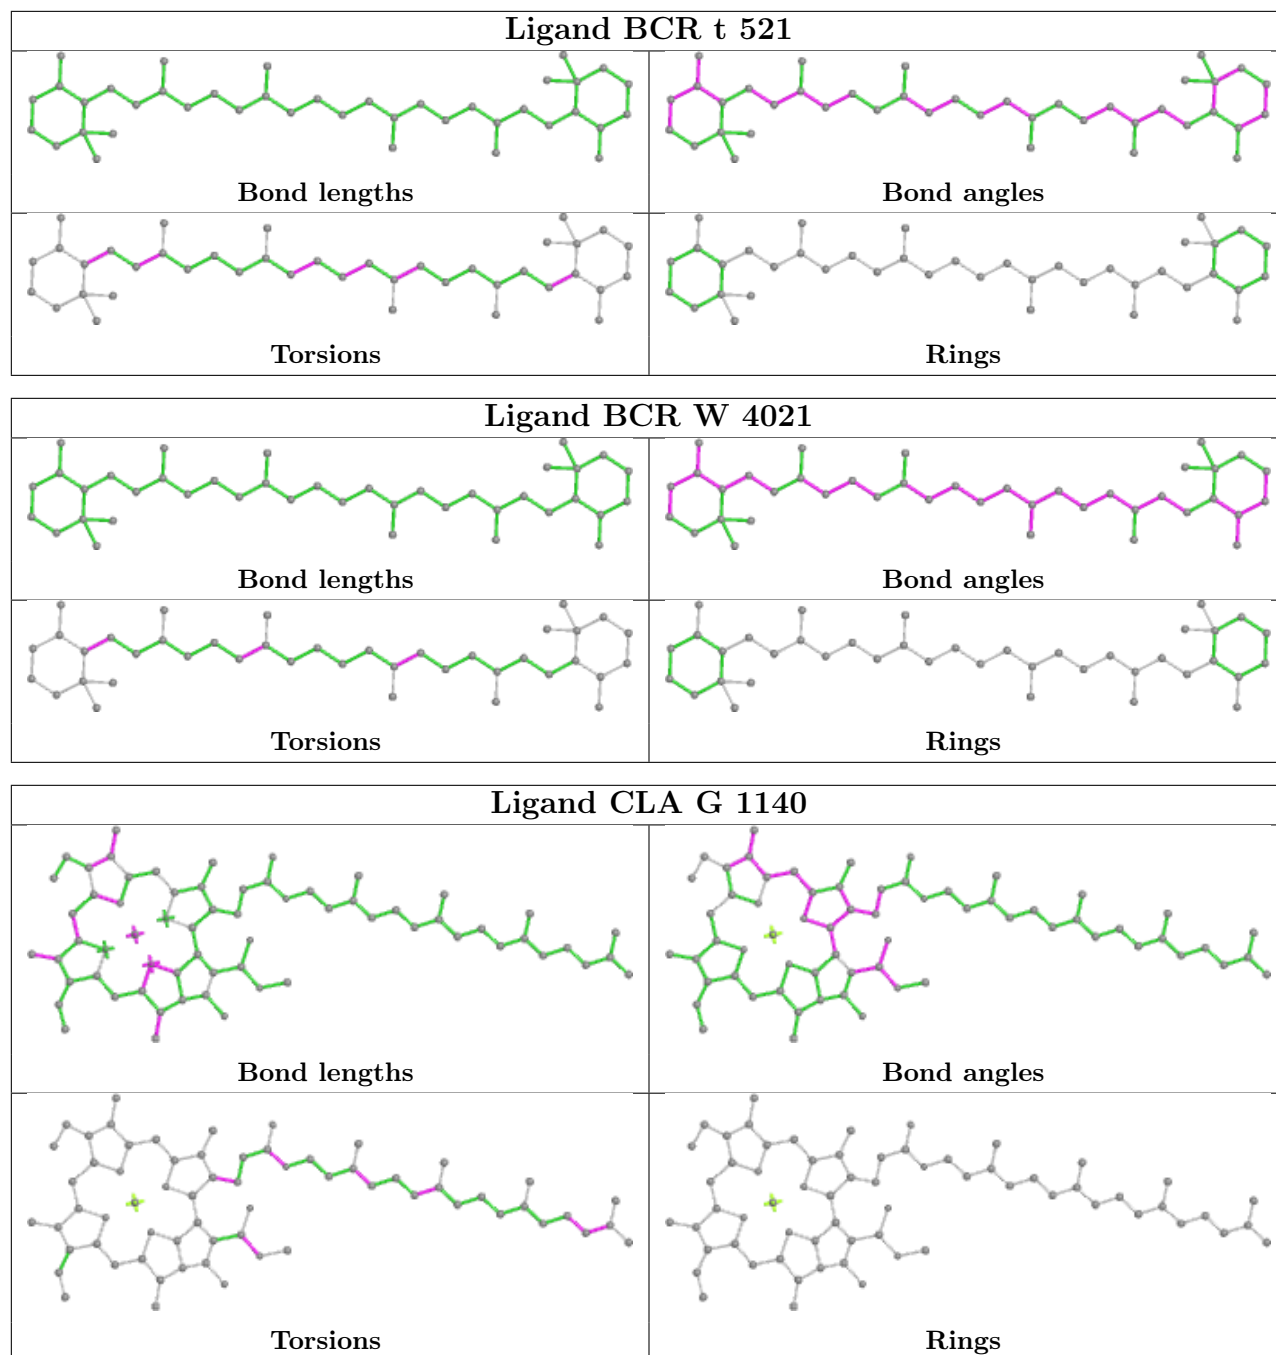 Ligand BCR t 521
Bond lengths
Bond angles
Torsions
Rings
Ligand BCR W 4021
Bond lengths
Bond angles
Torsions
Rings
Ligand CLA G 1140
Bond lengths
Bond angles
Torsions
Rings